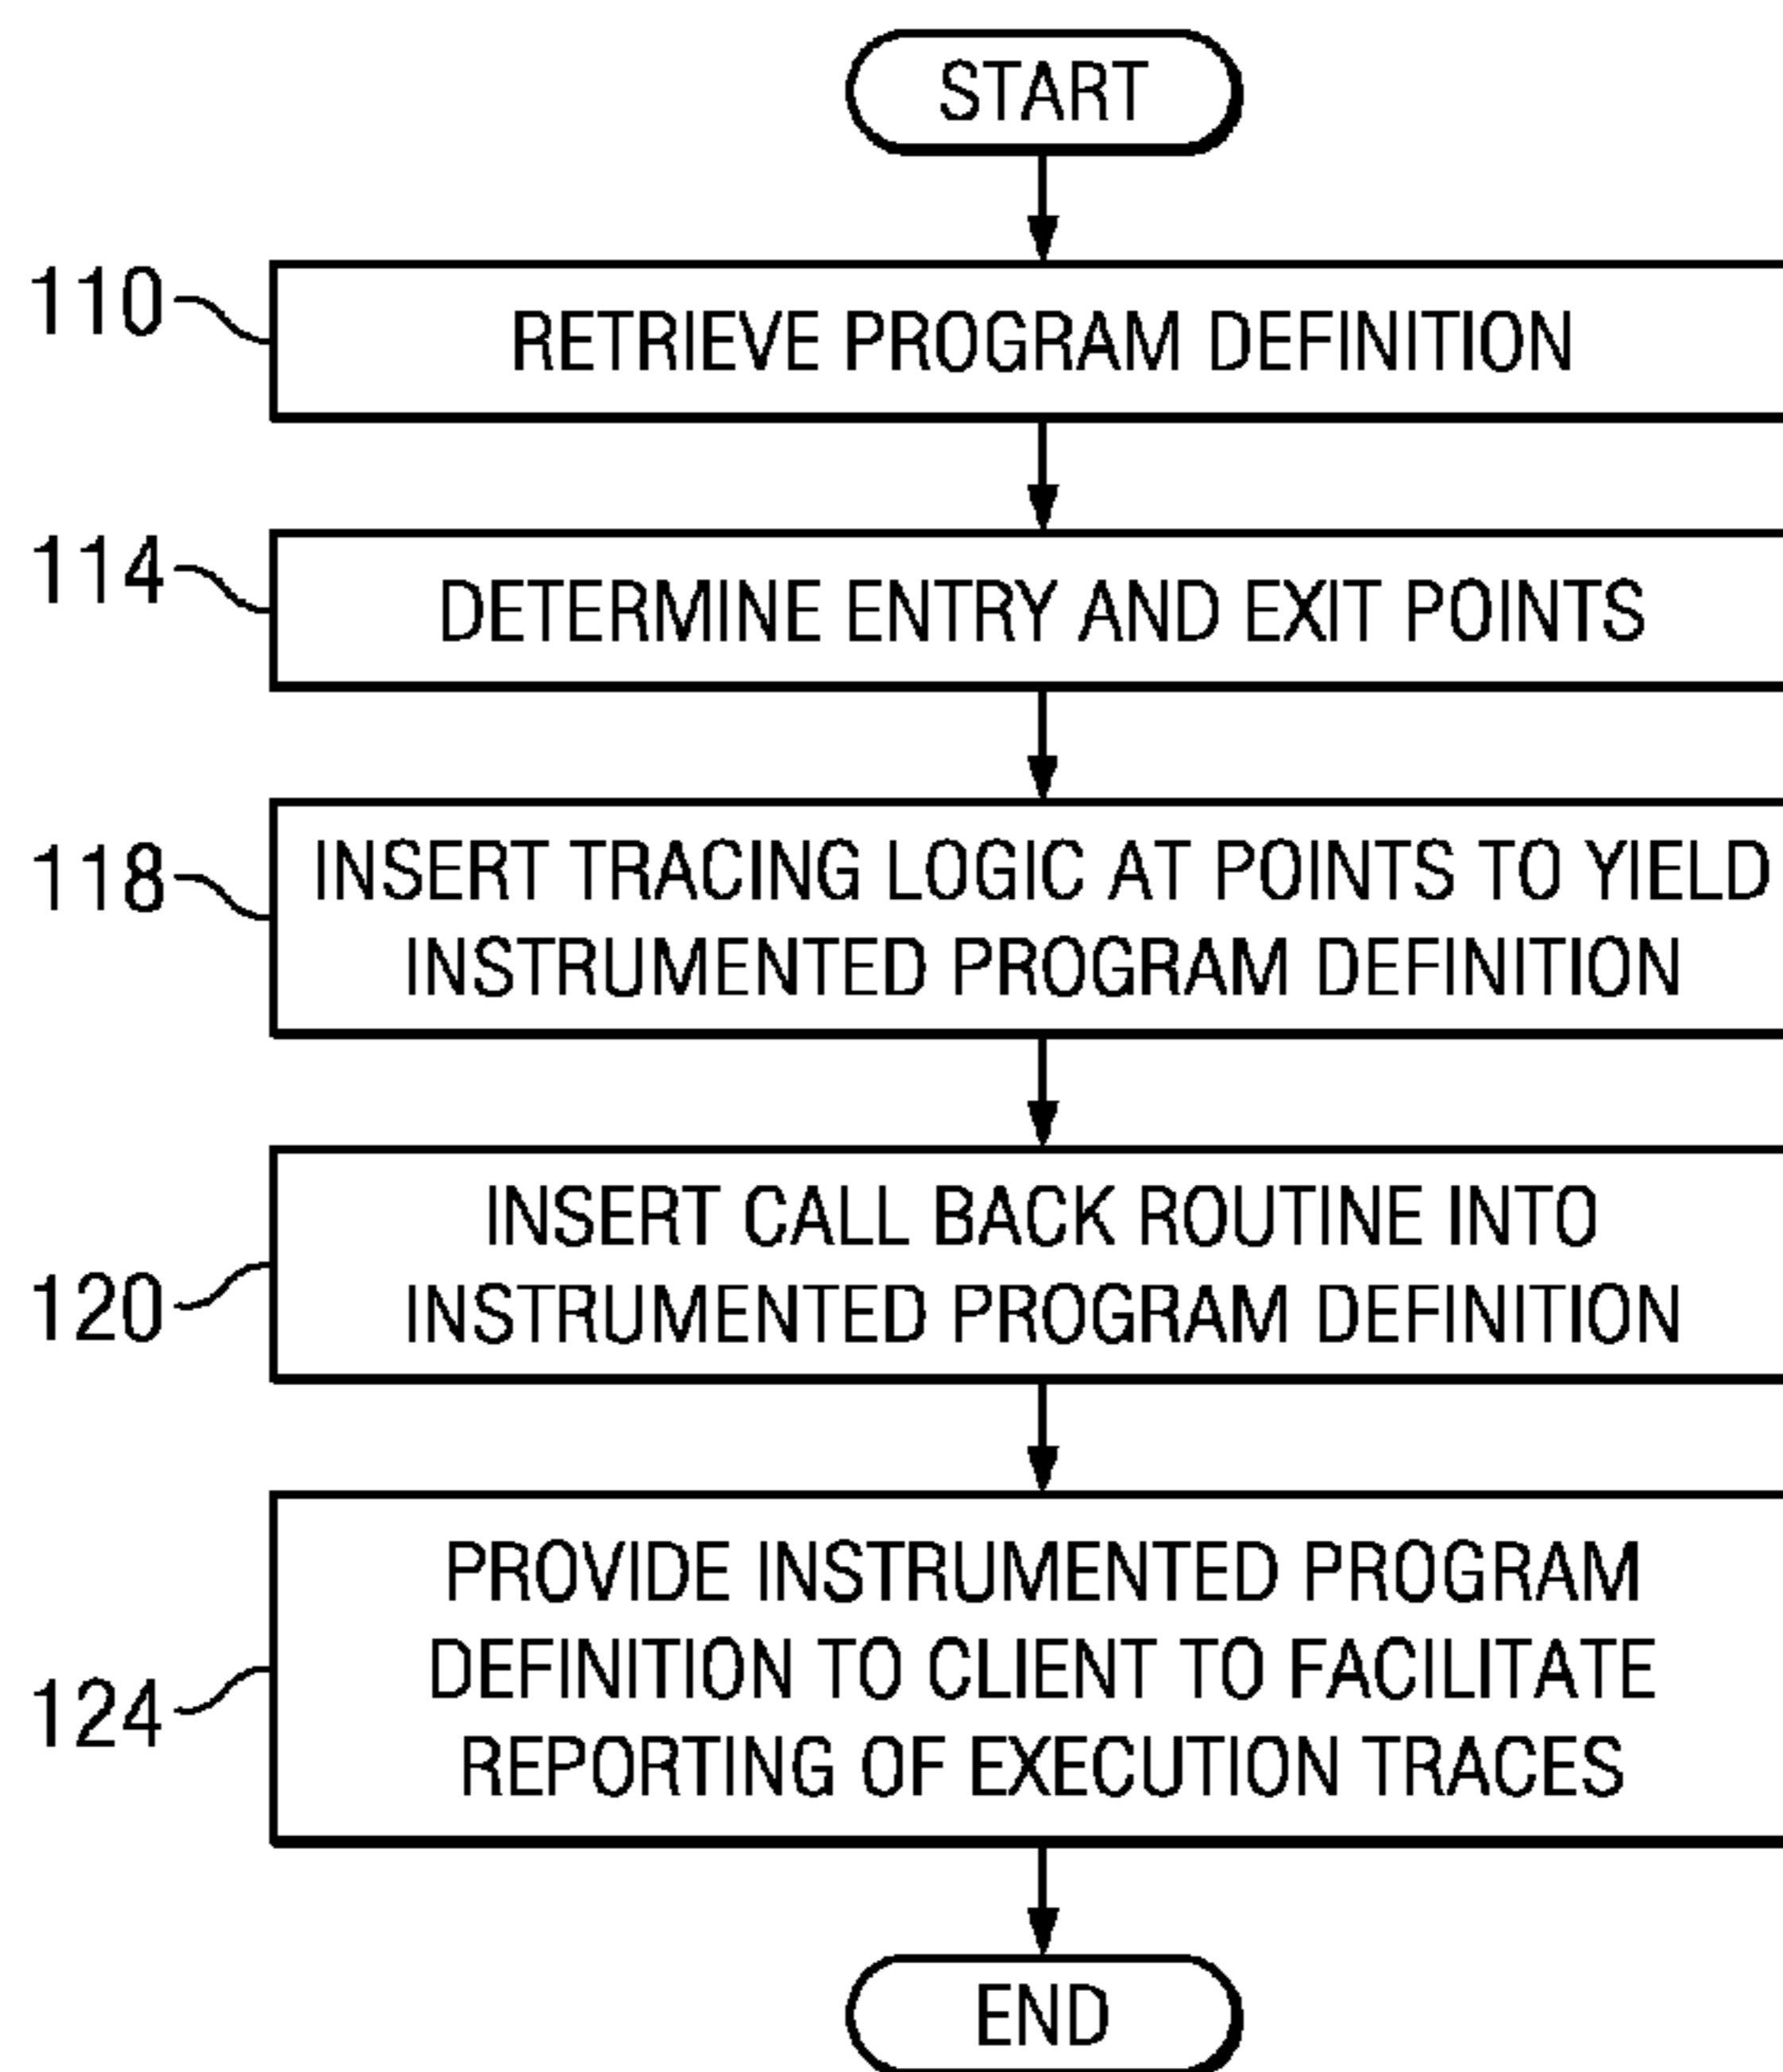 START
110
RETRIEVE PROGRAM DEFINITION
114
DETERMINE ENTRY AND EXIT POINTS
118
INSERT TRACING LOGIC AT POINTS TO YIELD
INSTRUMENTED PROGRAM DEFINITION
120
INSERT CALL BACK ROUTINE INTO
INSTRUMENTED PROGRAM DEFINITION
124
PROVIDE INSTRUMENTED PROGRAM
DEFINITION TO CLIENT TO FACILITATE
REPORTING OF EXECUTION TRACES
END